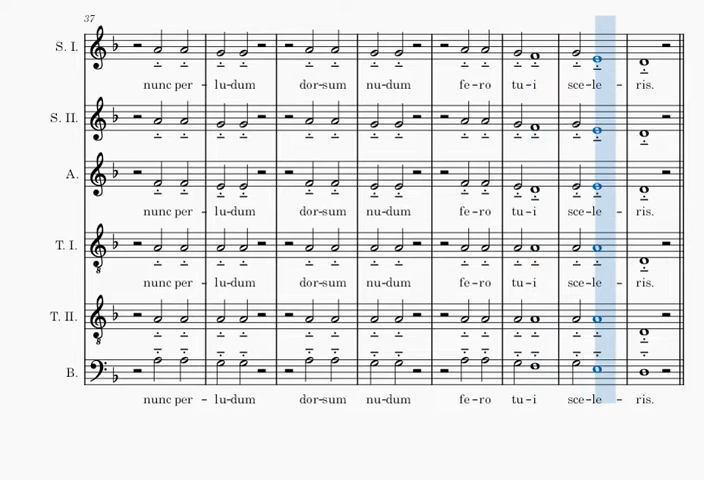 37
S. I.
nunc per - lu-dum dor-sum nu-dum fe-ro tu-i sce-le - ris.
S. II.
A.
nunc per - lu-dum dor-sum nu-dum fe-ro tu-i sce-le - ris.
T. I.
8
nunc per - lu-dum dor-sum nu-dum fe-ro tu-i sce-le - ris.
T. II.
8
B.
nunc per - lu-dum dor-sum nu-dum fe-ro tu-i sce-le - ris.